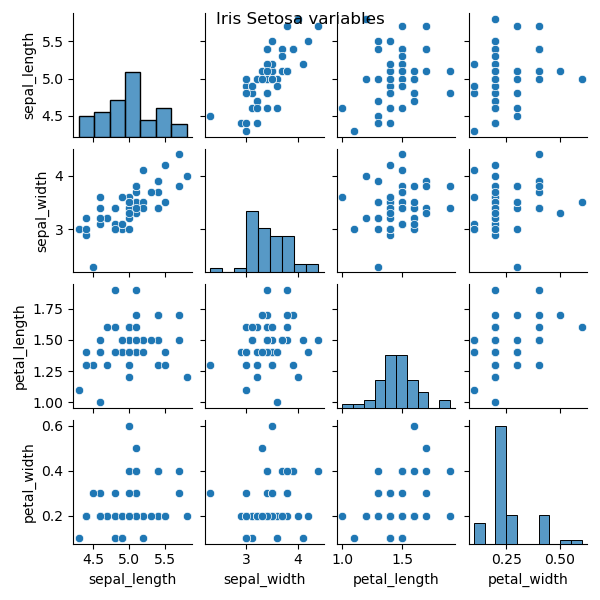 Iris Setosa variables
sepal_length
5.5
5.0
4.5
sepal_width
4
3
petal_length
1.75
1.50
1.25
1.00
petal_width
0.6
0.4
0.2
4.5 5.0 5.5 3 4 1.0 1.5 0.25 0.50
sepal_length sepal_width petal_length petal_width